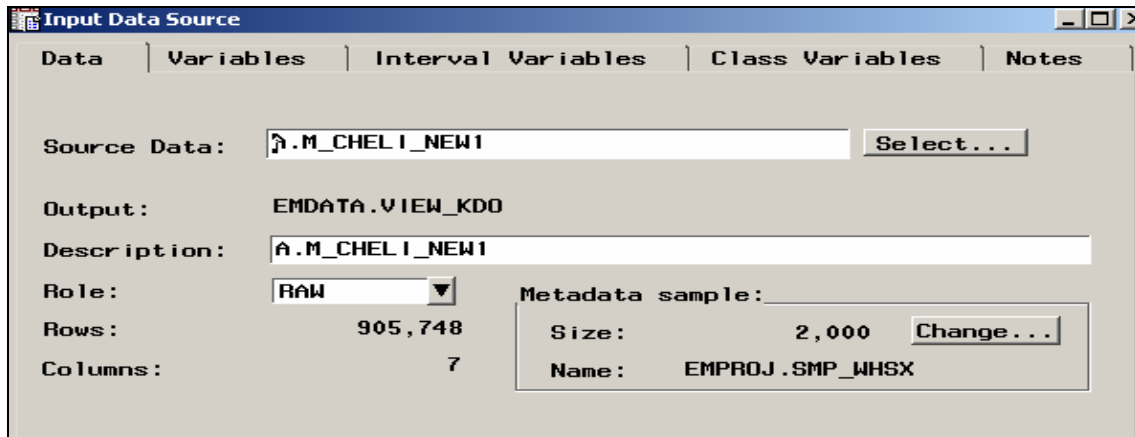 Input Data Source
Data Variables Interval Variables Class Variables Notes
Source Data: A.M_CHELI_NEW1 Select...
Output: EMDATA.VIEW_KDO
Description: A.M_CHELI_NEW1
Role: RAW Metadata sample:
Rows: 905,748 Size: 2,000 Change...
Columns: 7 Name: EMPROJ.SMP_WHSX